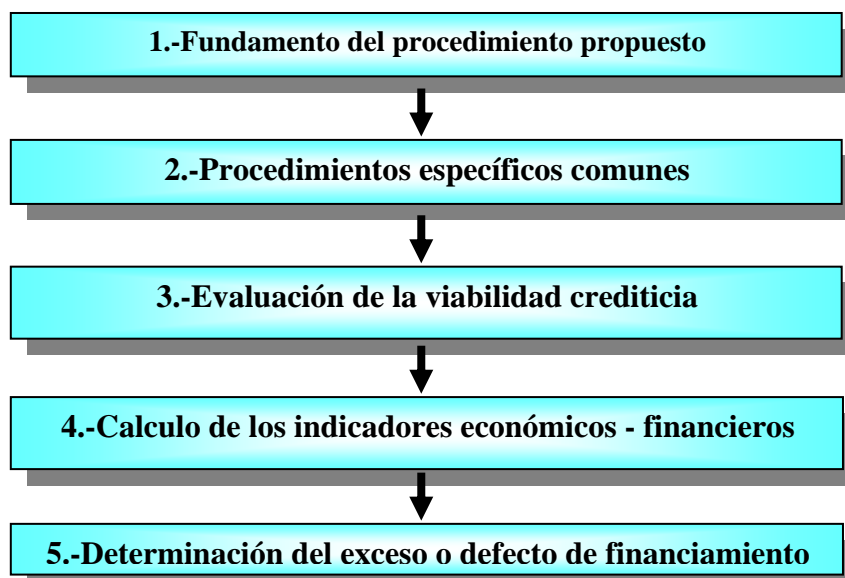 1.-Fundamento del procedimiento propuesto
2.-Procedimientos específicos comunes
3.-Evaluación de la viabilidad crediticia
4.-Calculo de los indicadores económicos - financieros
5.-Determinación del exceso o defecto de financiamiento